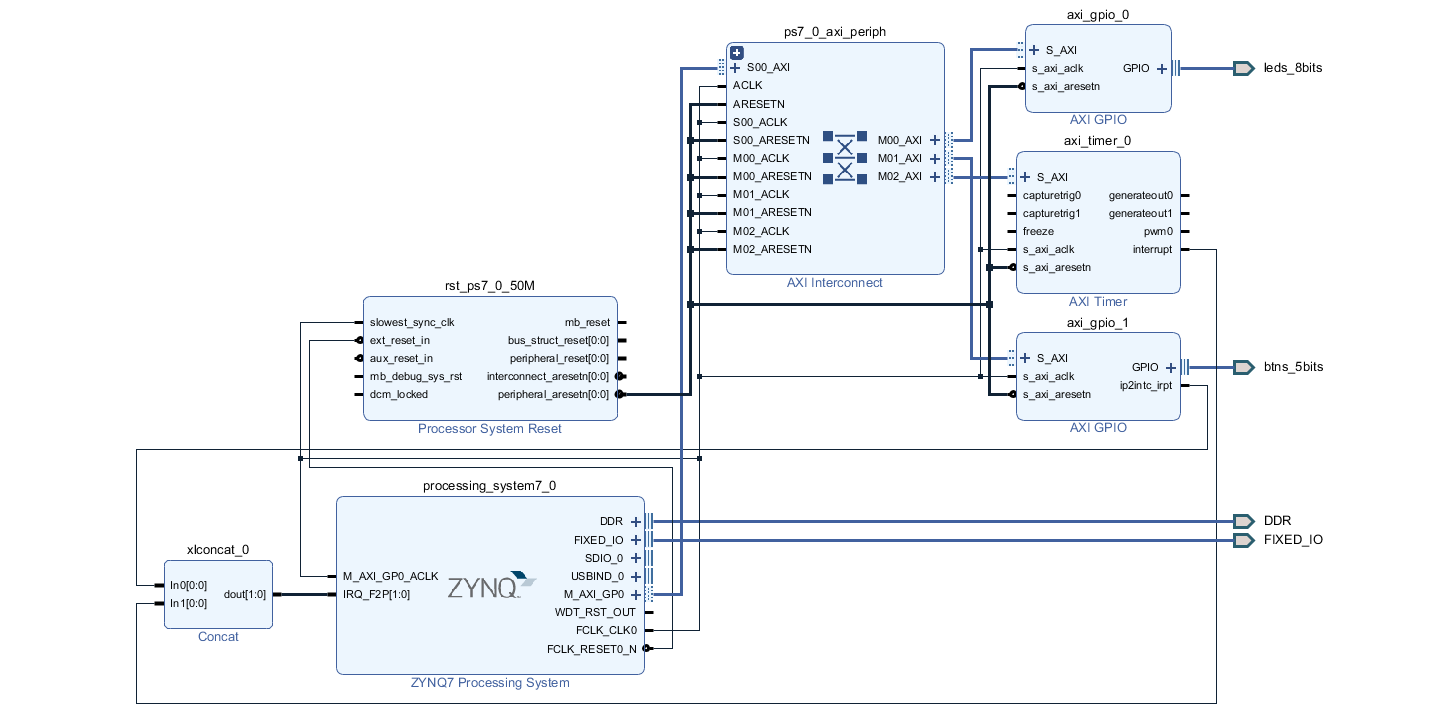 axi_gpio_0
S_AXI
s_axi_aclk
s_axi_aresetn
GPIO
AXI GPIO
leds_8bits
ps7_0_axi_periph
S00_AXI
ACLK
ARESETN
S00_ACLK
S00_ARESETN
M00_ACLK
M00_ARESETN
M01_ACLK
M01_ARESETN
M02_ACLK
M02_ARESETN
M00_AXI
M01_AXI
M02_AXI
AXI Interconnect
axi_timer_0
S_AXI
capturetrig0
capturetrig1
freeze
s_axi_aclk
s_axi_aresetn
generateout0
generateout1
pwm0
interrupt
AXI Timer
rst_ps7_0_50M
slowest_sync_clk
ext_reset_in
aux_reset_in
mb_debug_sys_rst
dcm_locked
mb_reset
bus_struct_reset[0:0]
peripheral_reset[0:0]
interconnect_aresetn[0:0]
peripheral_aresetn[0:0]
Processor System Reset
axi_gpio_1
S_AXI
s_axi_aclk
s_axi_aresetn
GPIO
ip2intc_irpt
AXI GPIO
btns_5bits
processing_system7_0
M_AXI_GP0_ACLK
IRQ_F2P[1:0]
ZYNQ
DDR
FIXED_IO
SDIO_0
USBIND_0
M_AXI_GP0
WDT_RST_OUT
FCLK_CLK0
FCLK_RESET0_N
ZYNQ7 Processing System
DDR
FIXED_IO
xlconcat_0
In0[0:0]
In1[0:0]
dout[1:0]
Concat